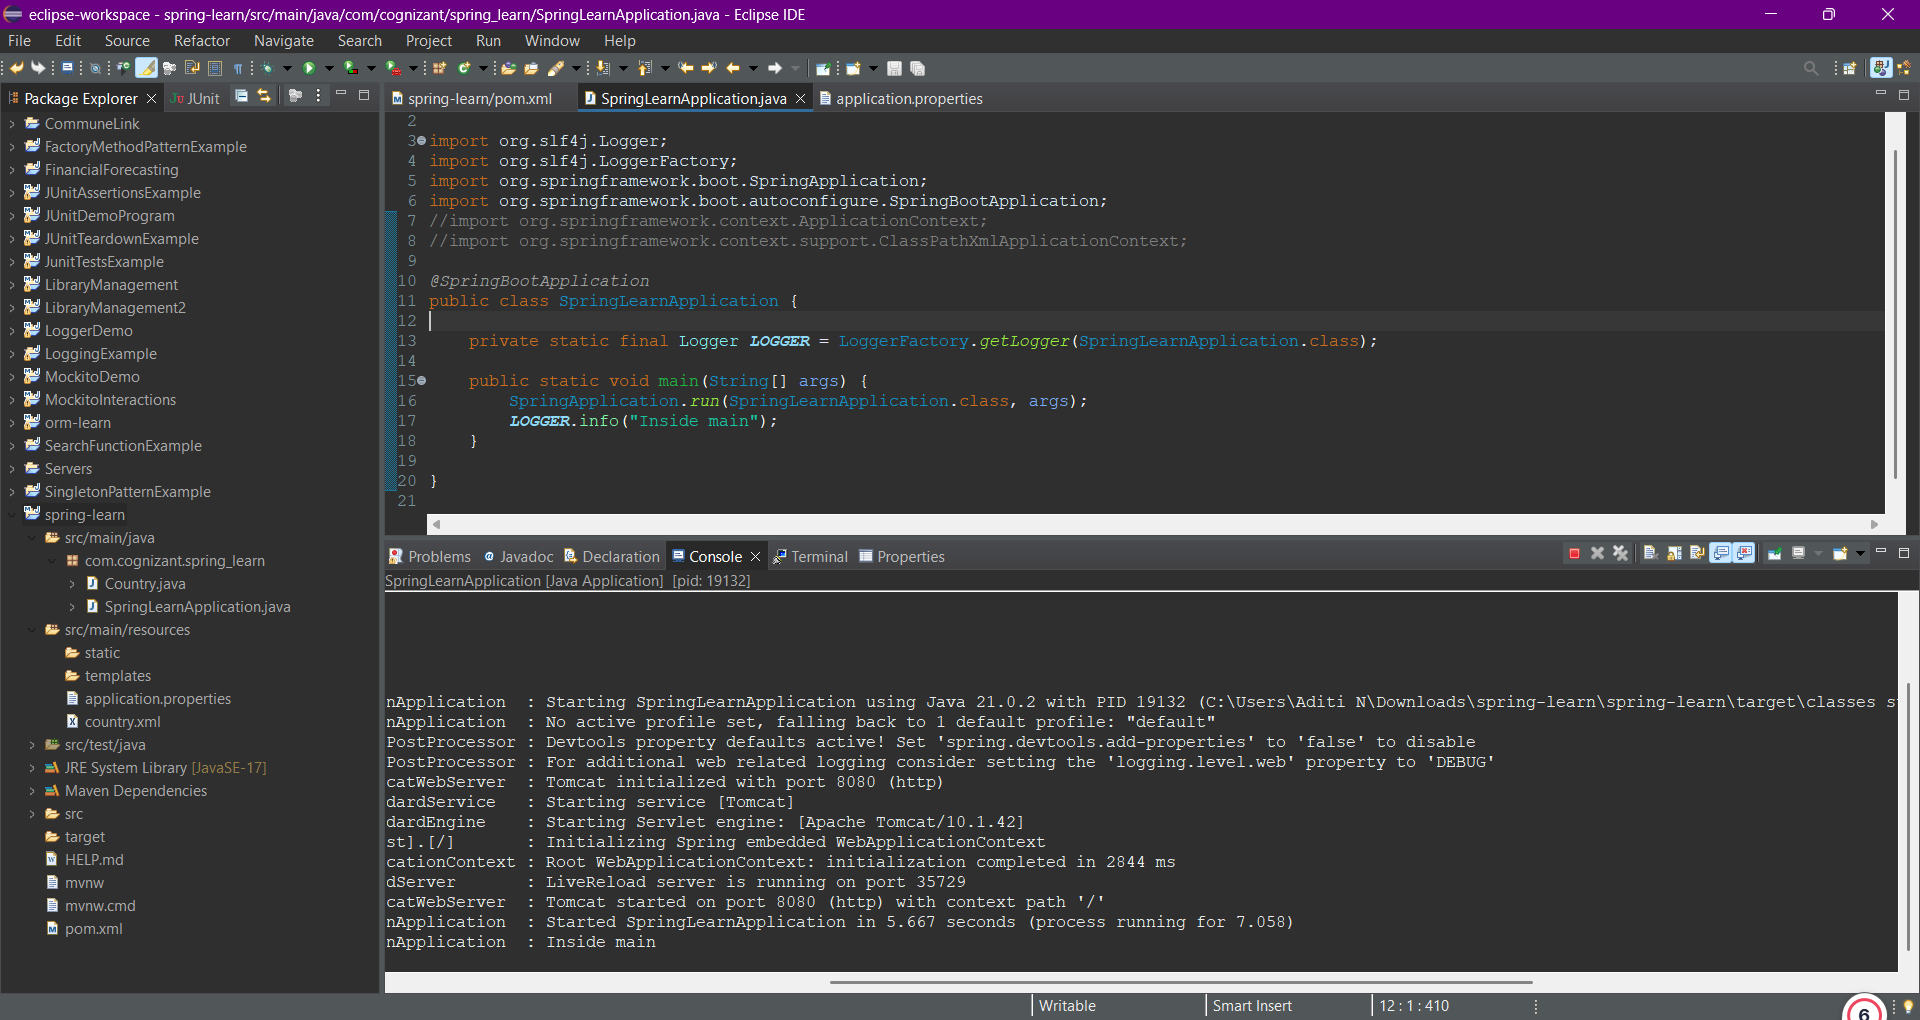 eclipse-workspace - spring-learn/src/main/java/com/cognizant/spring_learn/SpringLearnApplication.java - Eclipse IDE
File Edit Source Refactor Navigate Search Project Run Window Help
Package Explorer JUnit
CommuneLink
FactoryMethodPatternExample
FinancialForecasting
JUnitAssertionsExample
JUnitDemoProgram
JUnitTeardownExample
JunitTestsExample
LibraryManagement
LibraryManagement2
LoggerDemo
LoggingExample
MockitoDemo
MockitoInteractions
orm-learn
SearchFunctionExample
Servers
SingletonPatternExample
spring-learn
src/main/java
com.cognizant.spring_learn
Country.java
SpringLearnApplication.java
src/main/resources
static
templates
application.properties
country.xml
src/test/java
JRE System Library [JavaSE-17]
Maven Dependencies
src
target
HELP.md
mvnw
mvnw.cmd
pom.xml
spring-learn/pom.xml SpringLearnApplication.java application.properties
2
3 import org.slf4j.Logger;
4 import org.slf4j.LoggerFactory;
5 import org.springframework.boot.SpringApplication;
6 import org.springframework.boot.autoconfigure.SpringBootApplication;
7 //import org.springframework.context.ApplicationContext;
8 //import org.springframework.context.support.ClassPathXmlApplicationContext;
9
10 @SpringBootApplication
11 public class SpringLearnApplication {
12
13 private static final Logger LOGGER = LoggerFactory.getLogger(SpringLearnApplication.class);
14
15 public static void main(String[] args) {
16 SpringApplication.run(SpringLearnApplication.class, args);
17 LOGGER.info("Inside main");
18 }
19
20 }
21
Problems Javadoc Declaration Console Terminal Properties
SpringLearnApplication [Java Application] [pid: 19132]
nApplication : Starting SpringLearnApplication using Java 21.0.2 with PID 19132 (C:\Users\Aditi N\Downloads\spring-learn\spring-learn\target\classes s
nApplication : No active profile set, falling back to 1 default profile: "default"
PostProcessor : Devtools property defaults active! Set 'spring.devtools.add-properties' to 'false' to disable
PostProcessor : For additional web related logging consider setting the 'logging.level.web' property to 'DEBUG'
catWebServer : Tomcat initialized with port 8080 (http)
dardService : Starting service [Tomcat]
dardEngine : Starting Servlet engine: [Apache Tomcat/10.1.42]
st].[/] : Initializing Spring embedded WebApplicationContext
cationContext : Root WebApplicationContext: initialization completed in 2844 ms
dServer : LiveReload server is running on port 35729
catWebServer : Tomcat started on port 8080 (http) with context path '/'
nApplication : Started SpringLearnApplication in 5.667 seconds (process running for 7.058)
nApplication : Inside main
Writable Smart Insert 12 : 1 : 410
6